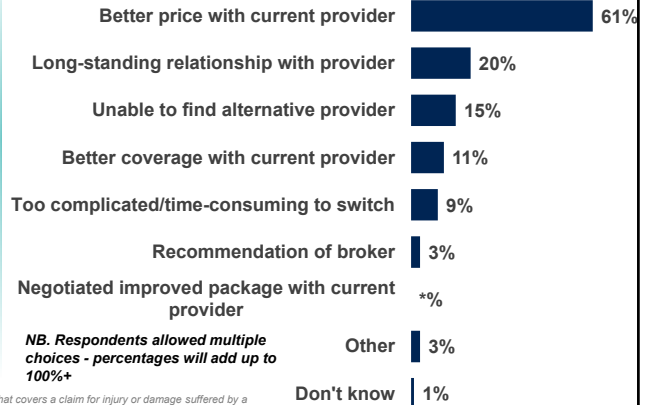 Better price with current provider 61%
Long-standing relationship with provider 20%
Unable to find alternative provider 15%
Better coverage with current provider 11%
Too complicated/time-consuming to switch 9%
Recommendation of broker 3%
Negotiated improved package with current
provider *%
NB. Respondents allowed multiple
choices - percentages will add up to
100%+
Other 3%
hat covers a claim for injury or damage suffered by a
Don't know 1%